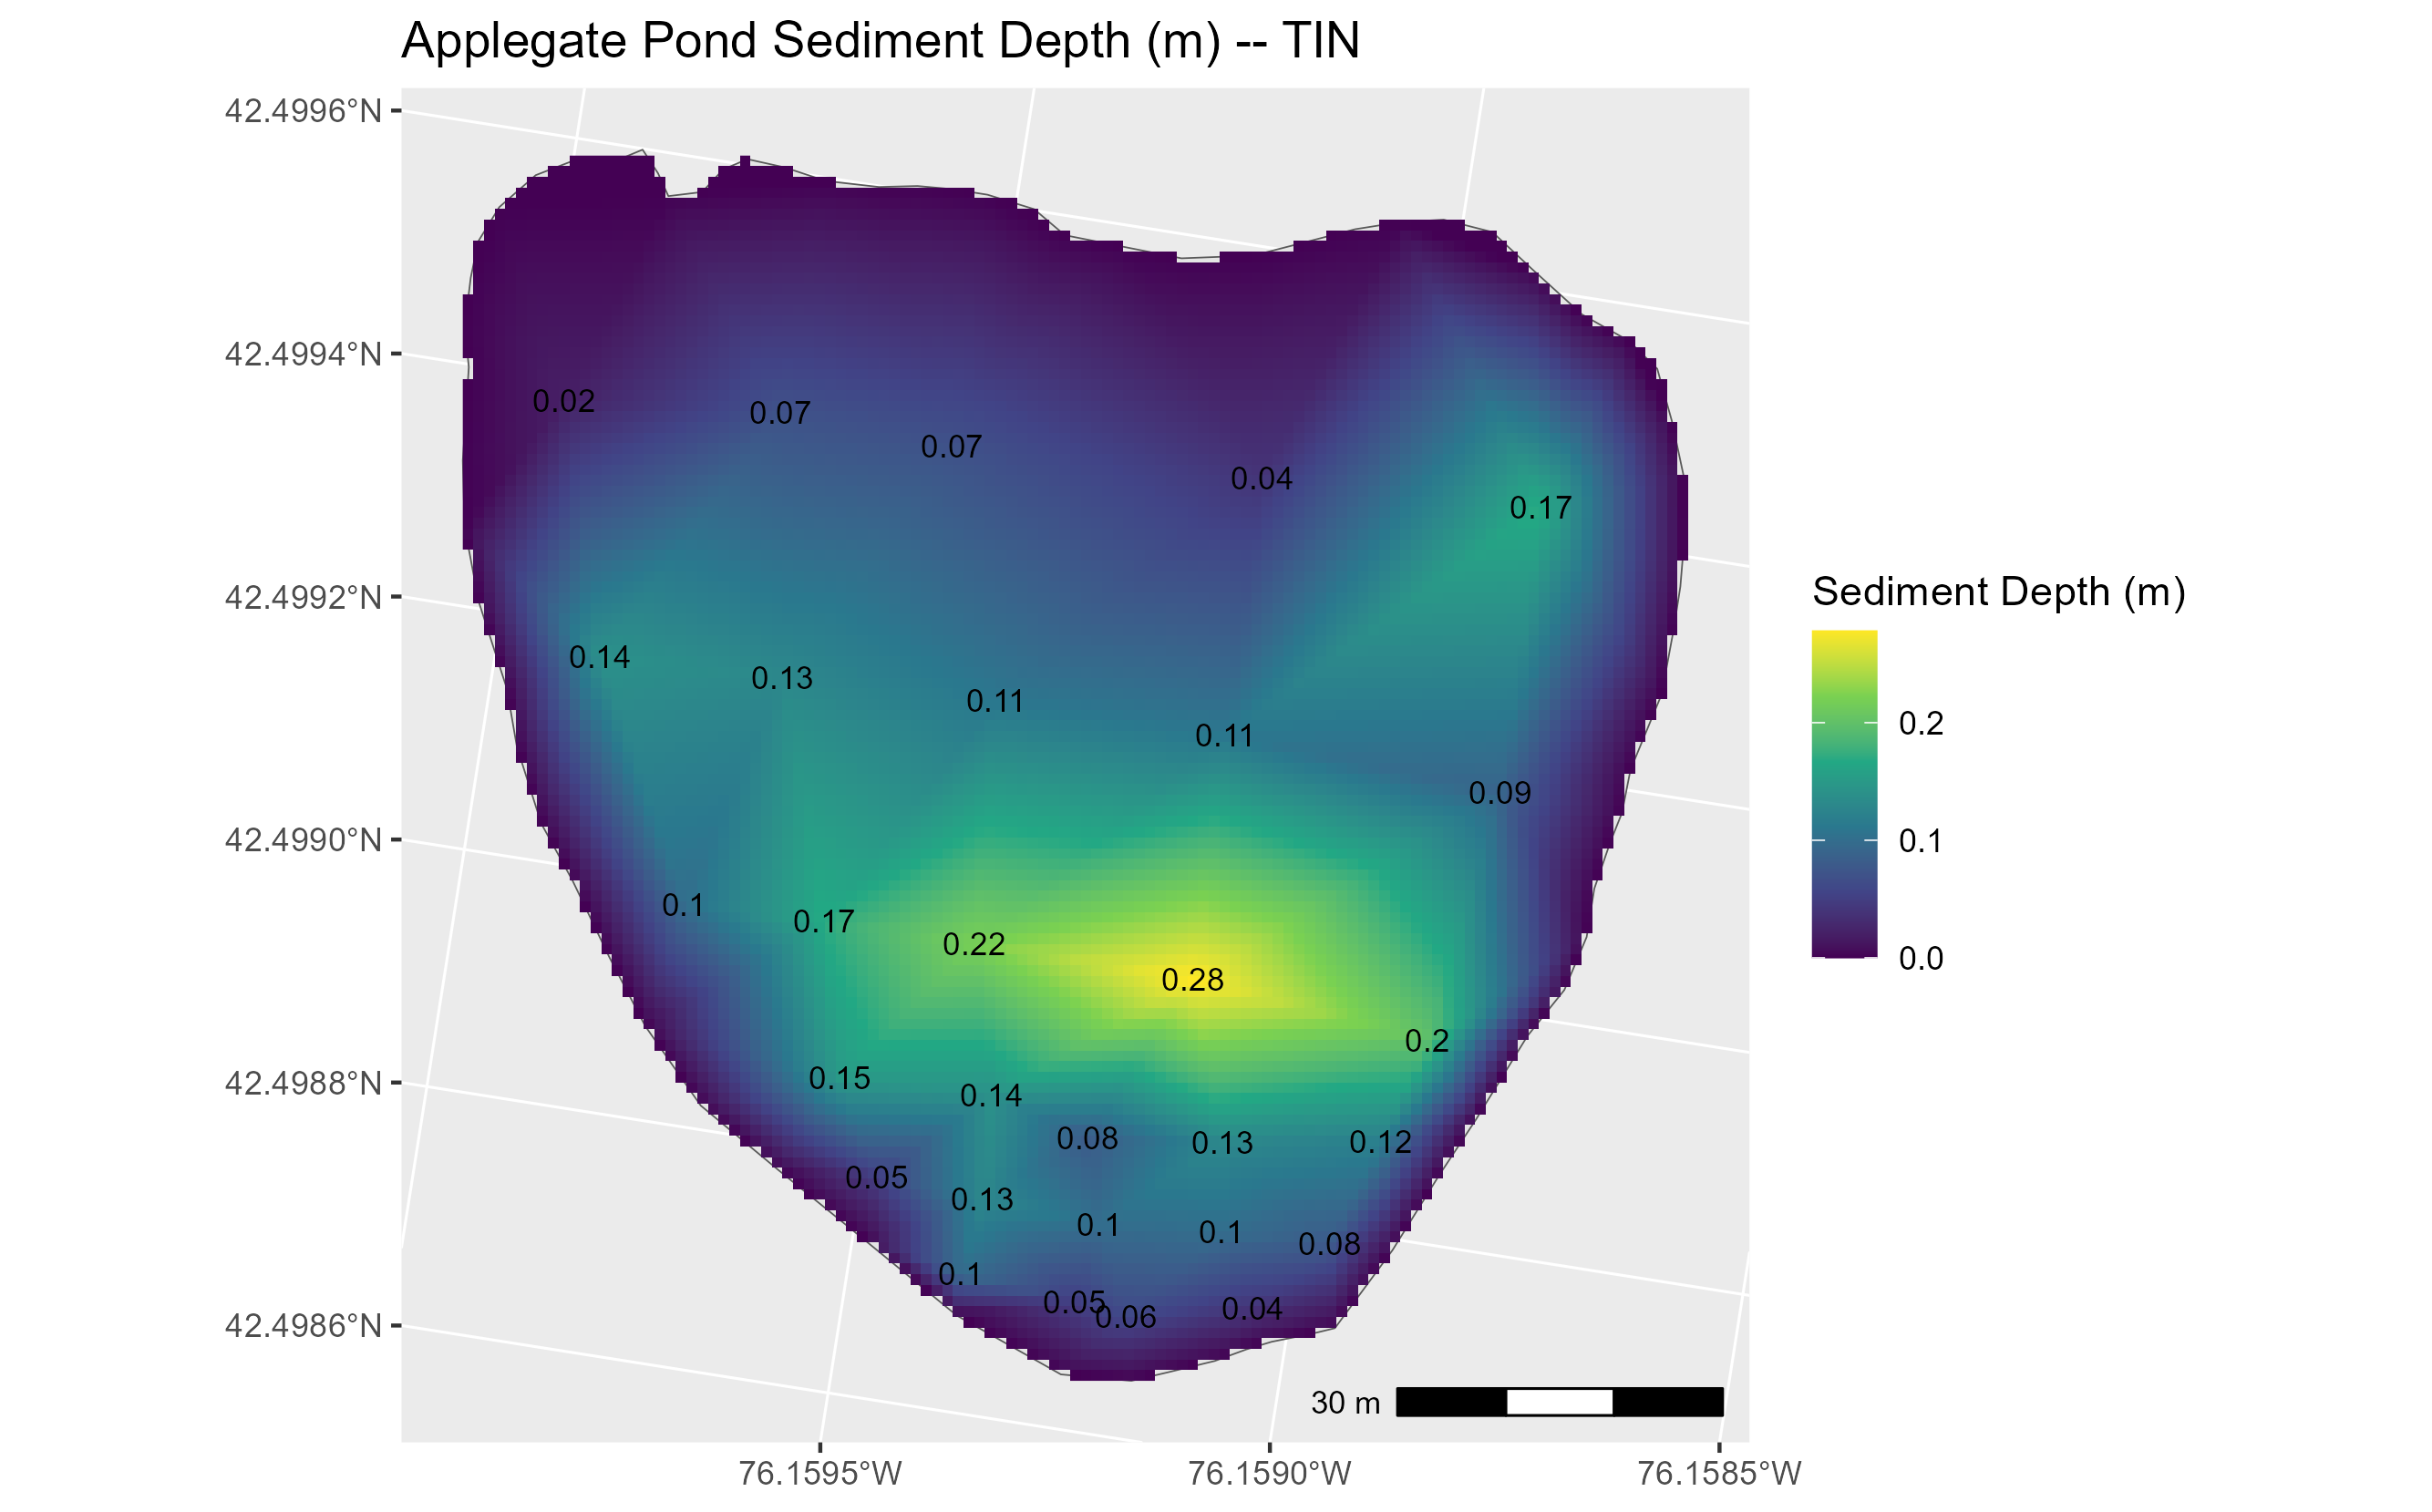 Applegate Pond Sediment Depth (m) -- TIN
42.4996°N
42.4994°N
42.4992°N
42.4990°N
42.4988°N
42.4986°N
0.02
0.07
0.07
0.04
0.17
0.14
0.13
0.11
0.11
0.09
0.1
0.17
0.22
0.28
0.2
0.15
0.14
0.08
0.13
0.12
0.05
0.13
0.1
0.1
0.08
0.1
0.05
0.06
0.04
30 m
76.1595°W
76.1590°W
76.1585°W
Sediment Depth (m)
0.2
0.1
0.0